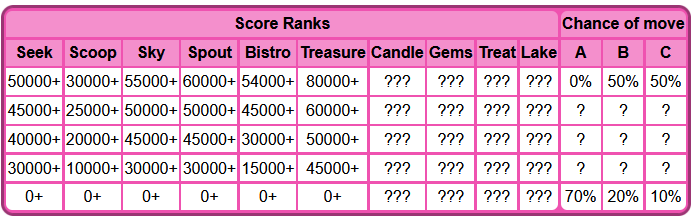 Score Ranks Chance of move
Seek Scoop Sky Spout Bistro Treasure Candle Gems Treat Lake A B C
50000+ 30000+ 55000+ 60000+ 54000+ 80000+ ??? ??? ??? ??? 0% 50% 50%
45000+ 25000+ 50000+ 50000+ 45000+ 60000+ ??? ??? ??? ??? ? ? ?
40000+ 20000+ 45000+ 45000+ 30000+ 50000+ ??? ??? ??? ??? ? ? ?
30000+ 10000+ 30000+ 30000+ 15000+ 45000+ ??? ??? ??? ??? ? ? ?
0+ 0+ 0+ 0+ 0+ 0+ ??? ??? ??? ??? 70% 20% 10%